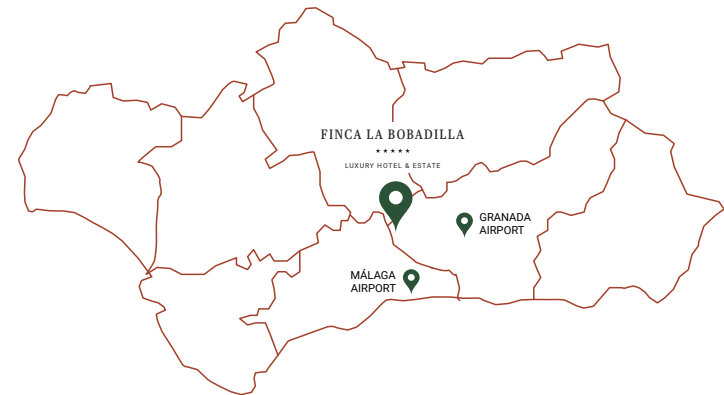 FINCA LA BOBADILLA
★★★★★
LUXURY HOTEL & ESTATE
GRANADA
AIRPORT
MÁLAGA
AIRPORT